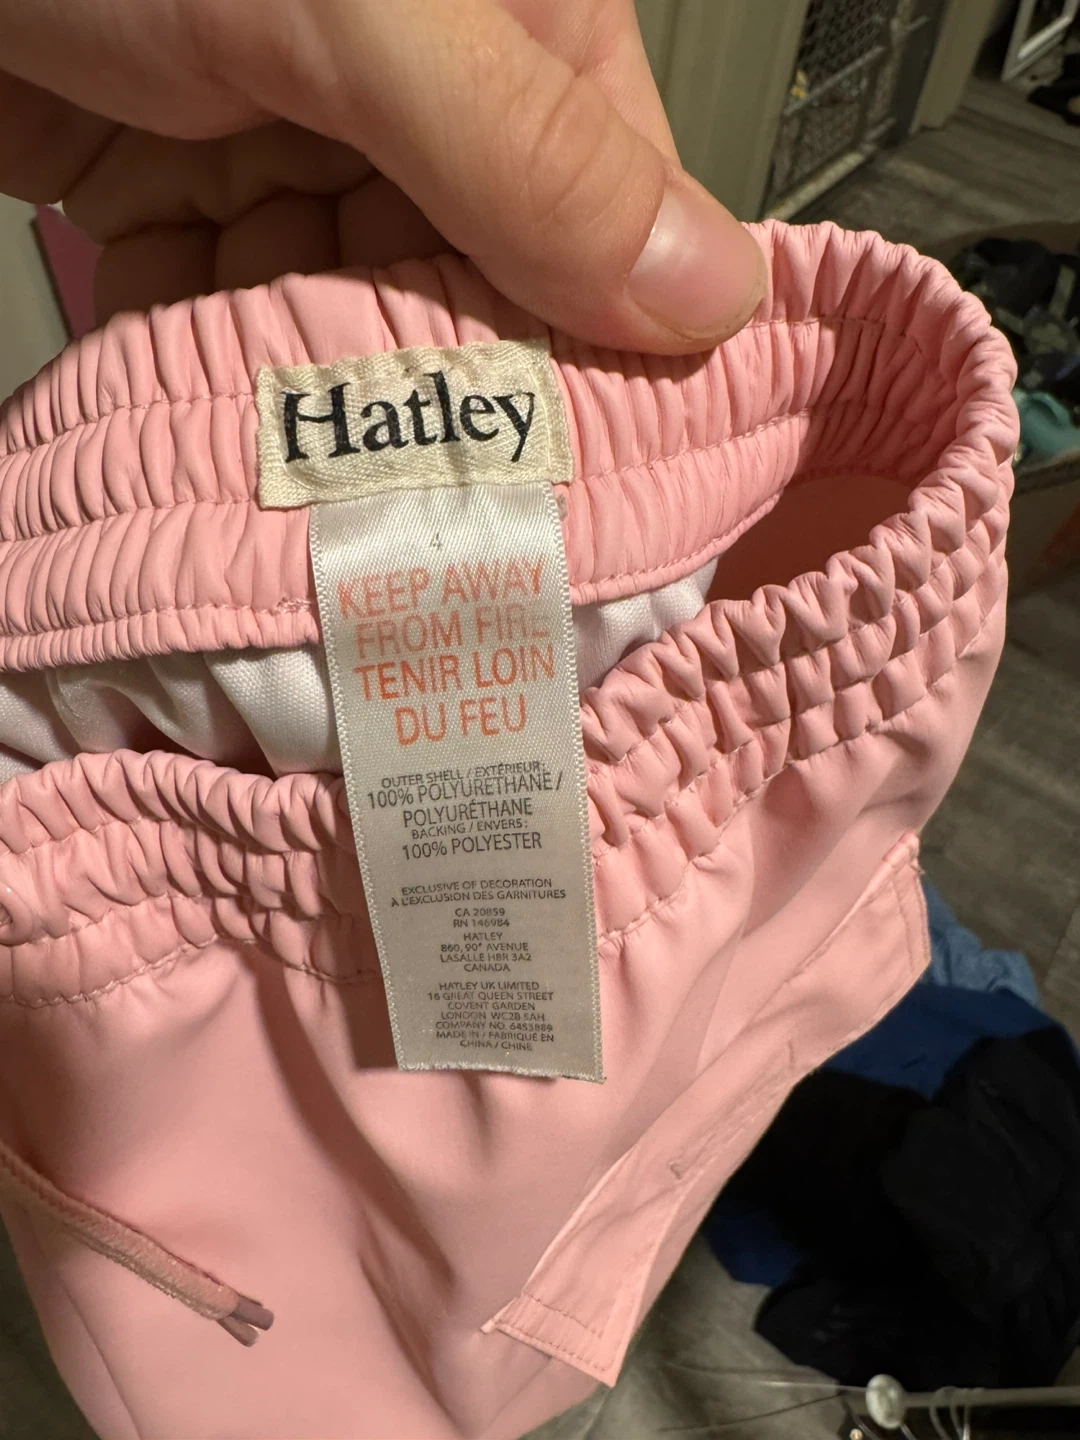 Hatley
4
KEEP AWAY
FROM FIRE
TENIR LOIN
DU FEU
OUTER SHELL / EXTÉRIEUR:
100% POLYURETHANE /
POLYURÉTHANE
BACKING / ENVERS :
100% POLYESTER
EXCLUSIVE OF DECORATION
À L'EXCLUSION DES GARNITURES
CA 20859
RN 146984
HATLEY
860, 90ᵉ AVENUE
LASALLE H8R 3A2
CANADA
HATLEY UK LIMITED
16 GREAT QUEEN STREET
COVENT GARDEN
LONDON WC2B 5AH
COMPANY NO. 6453889
MADE IN / FABRIQUÉ EN
CHINA / CHINE